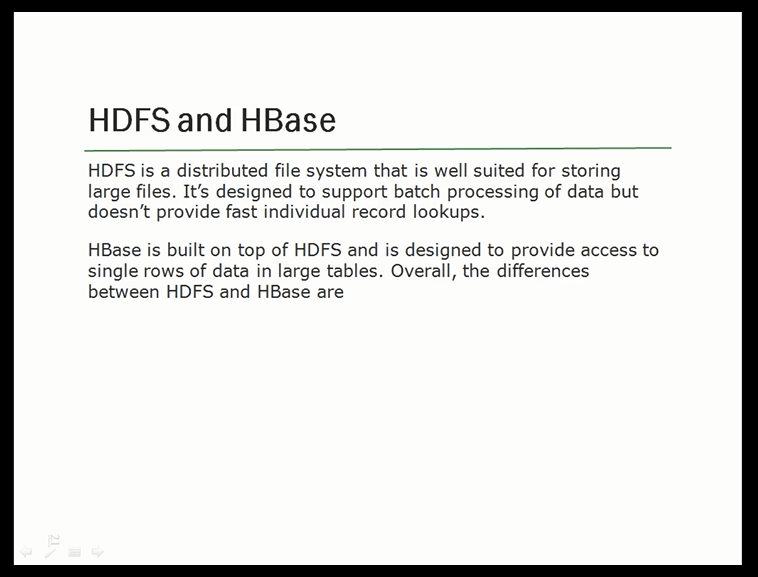 HDFS and HBase
HDFS is a distributed file system that is well suited for storing
large files. It’s designed to support batch processing of data but
doesn’t provide fast individual record lookups.
HBase is built on top of HDFS and is designed to provide access to
single rows of data in large tables. Overall, the differences
between HDFS and HBase are